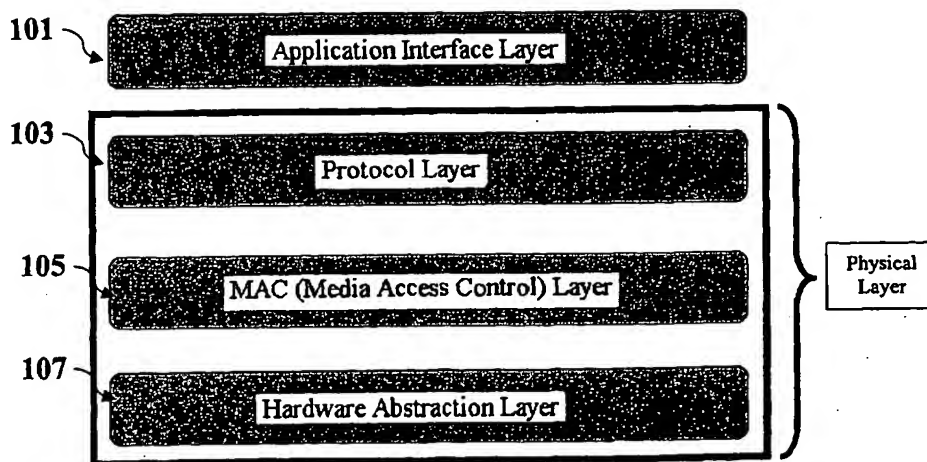 101
Application Interface Layer
103
Protocol Layer
105
MAC (Media Access Control) Layer
Physical
Layer
107
Hardware Abstraction Layer